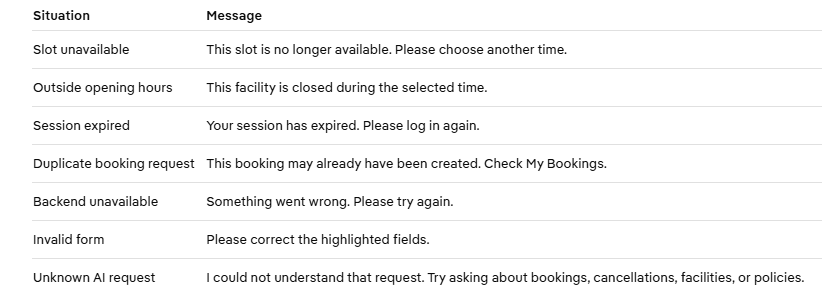 Situation Message
Slot unavailable This slot is no longer available. Please choose another time.
Outside opening hours This facility is closed during the selected time.
Session expired Your session has expired. Please log in again.
Duplicate booking request This booking may already have been created. Check My Bookings.
Backend unavailable Something went wrong. Please try again.
Invalid form Please correct the highlighted fields.
Unknown AI request I could not understand that request. Try asking about bookings, cancellations, facilities, or policies.